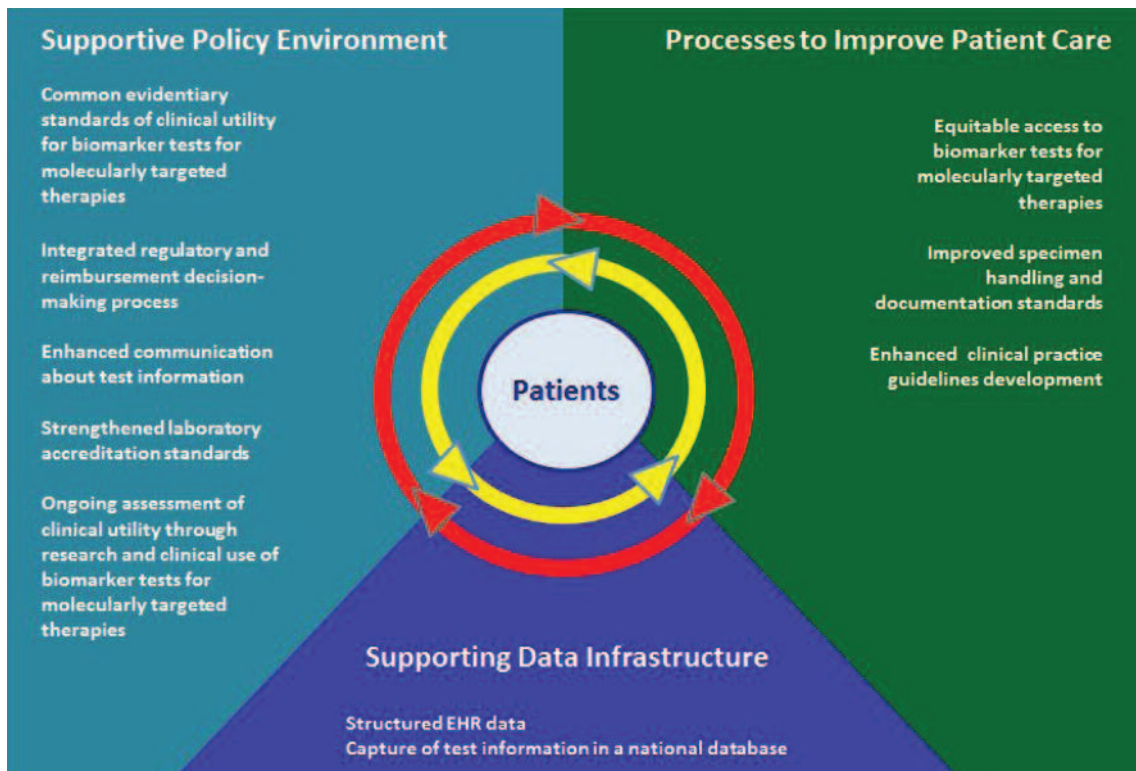 Supportive Policy Environment
Common evidentiary
standards of clinical utility
for biomarker tests for
molecularly targeted
therapies
Integrated regulatory and
reimbursement decision-
making process
Enhanced communication
about test information
Strengthened laboratory
accreditation standards
Ongoing assessment of
clinical utility through
research and clinical use of
biomarker tests for
molecularly targeted
therapies
Processes to Improve Patient Care
Equitable access to
biomarker tests for
molecularly targeted
therapies
Improved specimen
handling and
documentation standards
Enhanced clinical practice
guidelines development
Patients
Supporting Data Infrastructure
Structured EHR data
Capture of test information in a national database